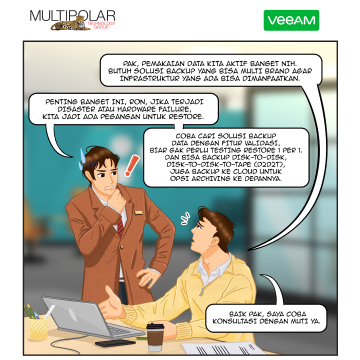 MULTIPOLAR
TECHNOLOGY
GROUP
veeAM
PAK, PEMAKAIAN DATA KITA AKTIF BANGET NIH.
BUTUH SOLUSI BACKUP YANG BISA MULTI BRAND AGAR
INFRASTRUKTUR YANG ADA BISA DIMANFAATKAN.
PENTING BANGET INI, RON, JIKA TERJADI
DISASTER ATAU HARDWARE FAILURE,
KITA JADI ADA PEGANGAN UNTUK RESTORE.
COBA CARI SOLUSI BACKUP
DATA DENGAN FITUR VALIDASI,
BIAR GAK PERLU TESTING RESTORE 1 PER 1.
DAN BISA BACKUP DISK-TO-DISK,
DISK-TO-DISK-TO-TAPE (D2D2T),
JUGA BACKUP KE CLOUD UNTUK
OPSI ARCHIVING KE DEPANNYA.
!
BAIK PAK, SAYA COBA
KONSULTASI DENGAN MUTI YA.